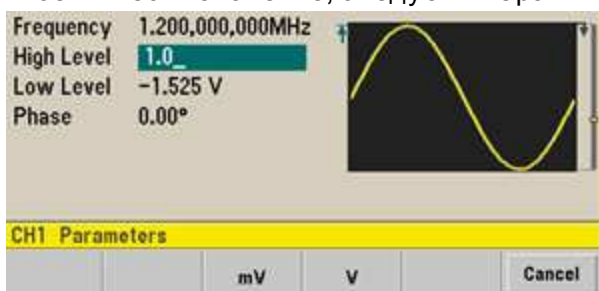 Frequency 1.200,000,000MHz
High Level 1.0_
Low Level -1.525 V
Phase 0.00°
CH1 Parameters
mV V Cancel